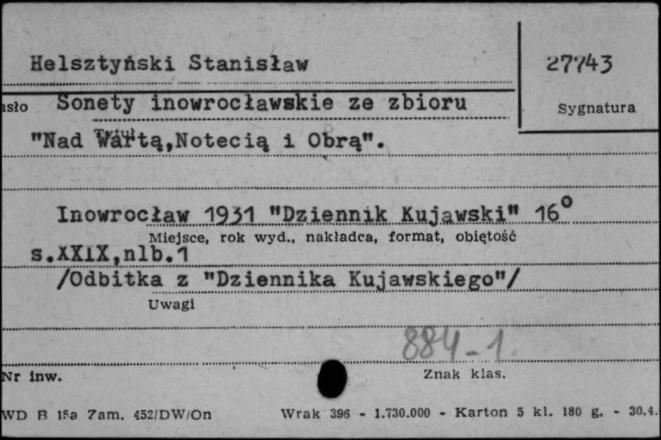 Helsztyński Stanisław
27743
sło Sonety inowrocławskie ze zbioru
Sygnatura
"Nad Wartą,Notecią i Obrą".
Inowrocław 1931 "Dziennik Kujawski" 16°
Miejsce, rok wyd., nakładca, format, obiętość
s.XXIX,nlb.1
/Odbitka z "Dziennika Kujawskiego"/
Uwagi
884-1.
Nr inw.
Znak klas.
WD B 15a Zam. 452/DW/On Wrak 396 - 1.730.000 - Karton 5 kl. 180 g. - 30.4.